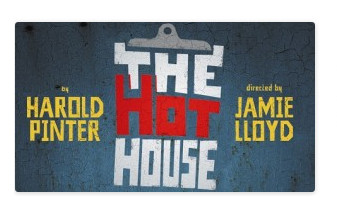 by
HAROLD
PINTER
THE
HOT
HOUSE
directed by
JAMIE
LLOYD